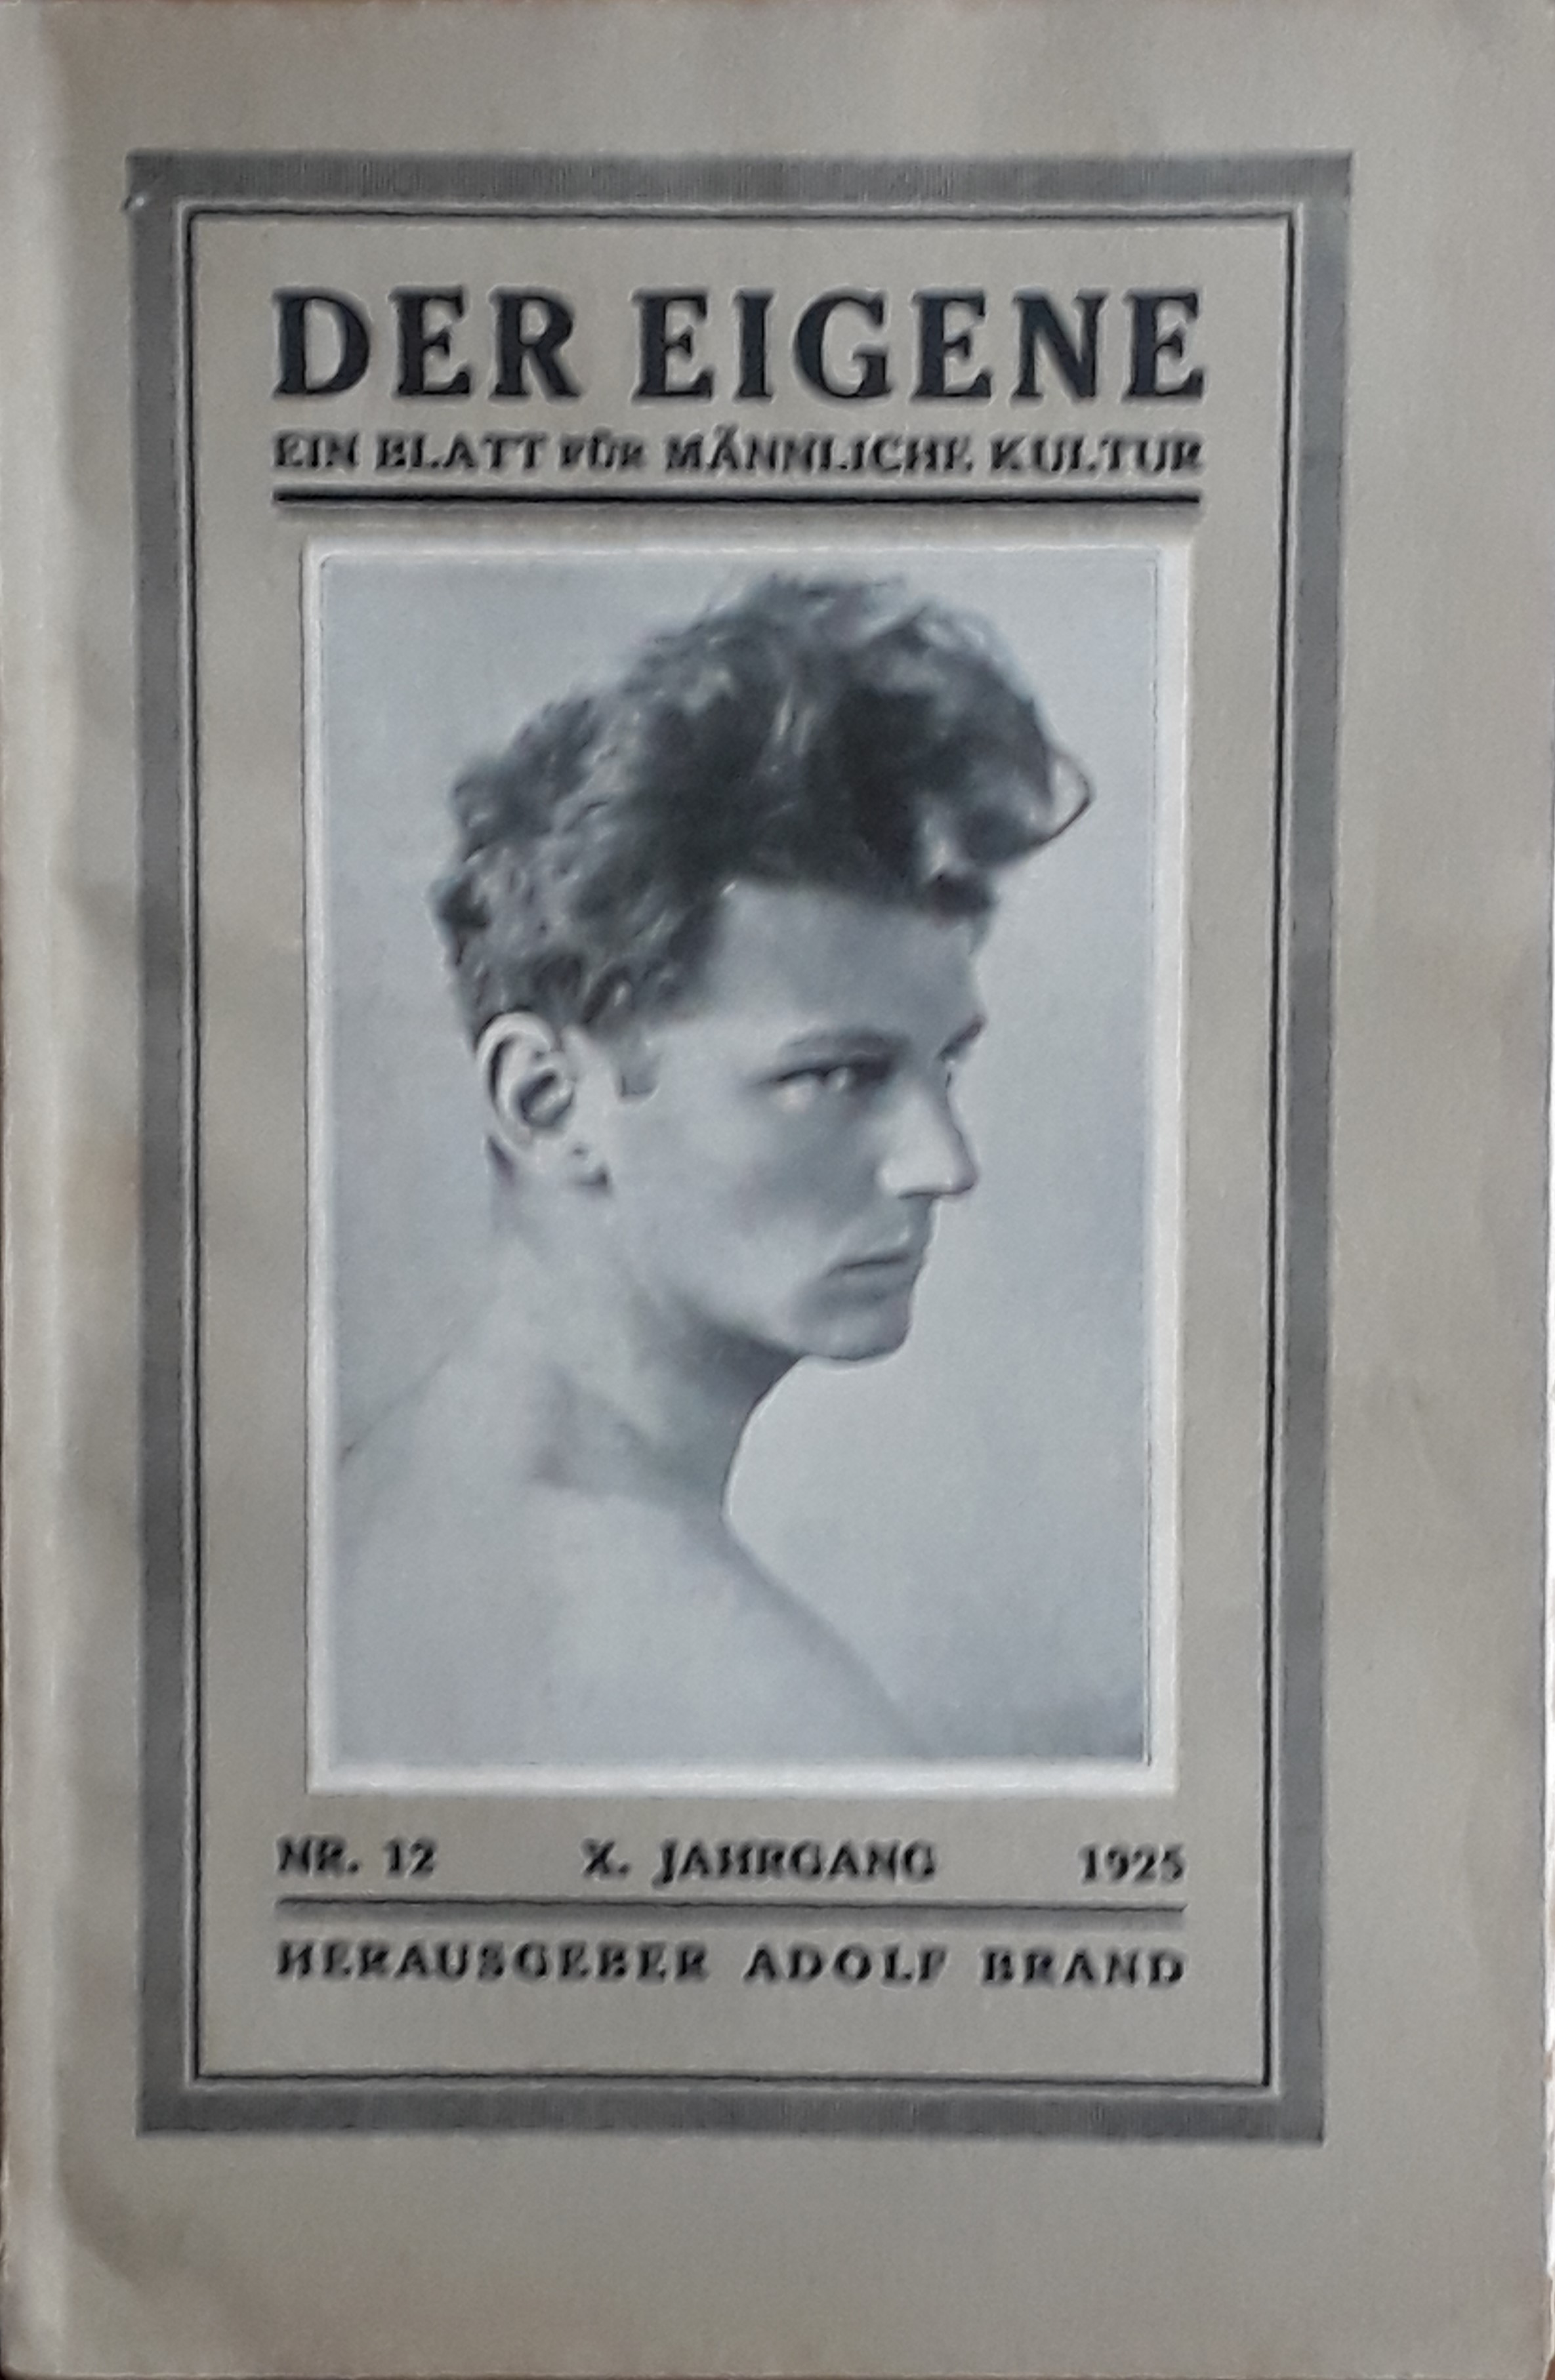 DER EIGENE
EIN BLATT FÜR MÄNNLICHE KULTUR
NR. 12 X. JAHRGANG 1925
HERAUSGEBER ADOLF BRAND